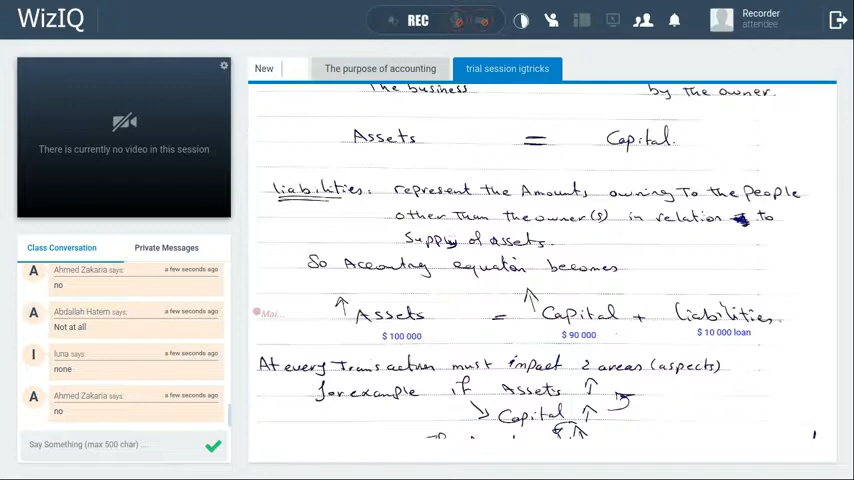 WizIQ
REC
Recorder
attendee
There is currently no video in this session
Class Conversation
Private Messages
Ahmed Zakaria says:
a few seconds ago
A
no
Abdallah Hatem says:
a few seconds ago
A
Not at all
luna says:
a few seconds ago
l
none
Ahmed Zakaria says:
a few seconds ago
A
no
Say Something (max 500 char) ....
New
The purpose of accounting
trial session igtricks
The business by the owner.
Assets = Capital.
liabilities: represent the Amounts owning To the people
other than the owner(s) in relation to
Supply of assets.
So Accounting equation becomes
Mai...
↑ Assets = ↑ Capital + liabilities.
$ 100 000 $ 90 000 $ 10 000 loan
At every Transaction must impact 2 areas (aspects)
for example if Assets ↑
Capital ↑